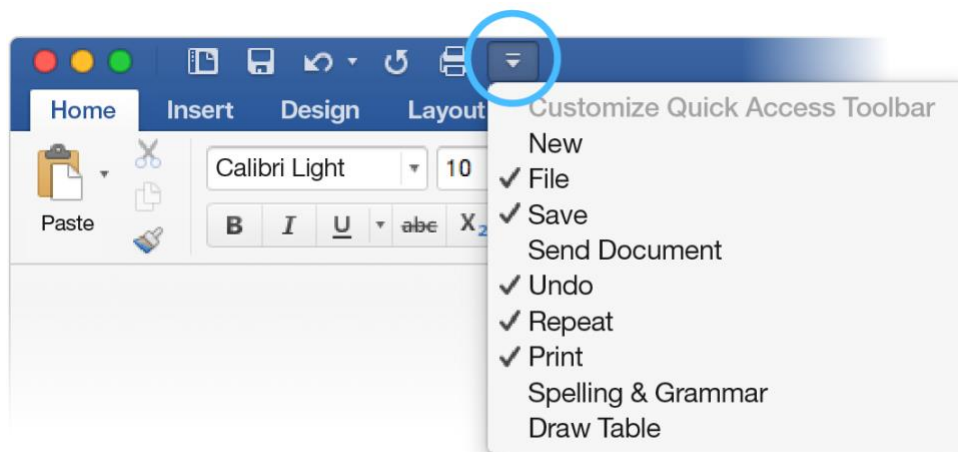 Home Insert Design Layout
Customize Quick Access Toolbar
New
✓ File
Calibri Light 10
✓ Save
Paste
B I U abc X₂
Send Document
✓ Undo
✓ Repeat
✓ Print
Spelling & Grammar
Draw Table